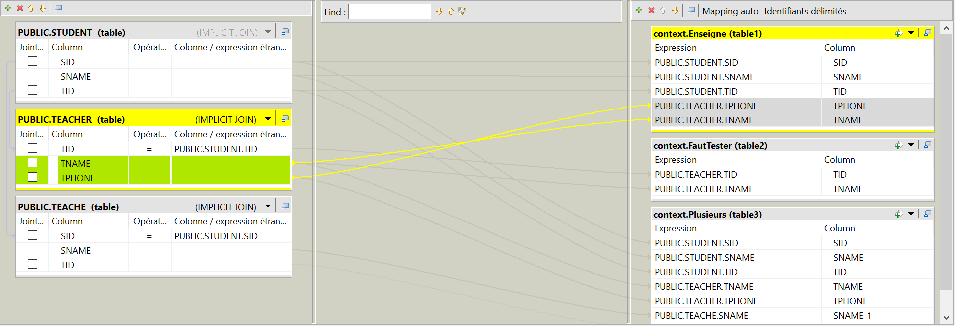 PUBLIC.STUDENT (table) (IMPLICIT JOIN)
Joint... Column Opérat... Colonne / expression étran...
SID
SNAME
TID
PUBLIC.TEACHER (table) (IMPLICIT JOIN)
Joint... Column Opérat... Colonne / expression étran...
TID = PUBLIC.STUDENT.TID
TNAME
TPHONE
PUBLIC.TEACHE (table) (IMPLICIT JOIN)
Joint... Column Opérat... Colonne / expression étran...
SID = PUBLIC.STUDENT.SID
SNAME
TID
Find :
Mapping auto Identifiants délimités
context.Enseigne (table1)
Expression Column
PUBLIC.STUDENT.SID SID
PUBLIC.STUDENT.SNAME SNAME
PUBLIC.STUDENT.TID TID
PUBLIC.TEACHER.TPHONE TPHONE
PUBLIC.TEACHER.TNAME TNAME
context.FautTester (table2)
Expression Column
PUBLIC.TEACHER.TID TID
PUBLIC.TEACHER.TNAME TNAME
context.Plusieurs (table3)
Expression Column
PUBLIC.STUDENT.SID SID
PUBLIC.STUDENT.SNAME SNAME
PUBLIC.STUDENT.TID TID
PUBLIC.TEACHER.TNAME TNAME
PUBLIC.TEACHER.TPHONE TPHONE
PUBLIC.TEACHE.SNAME SNAME_1